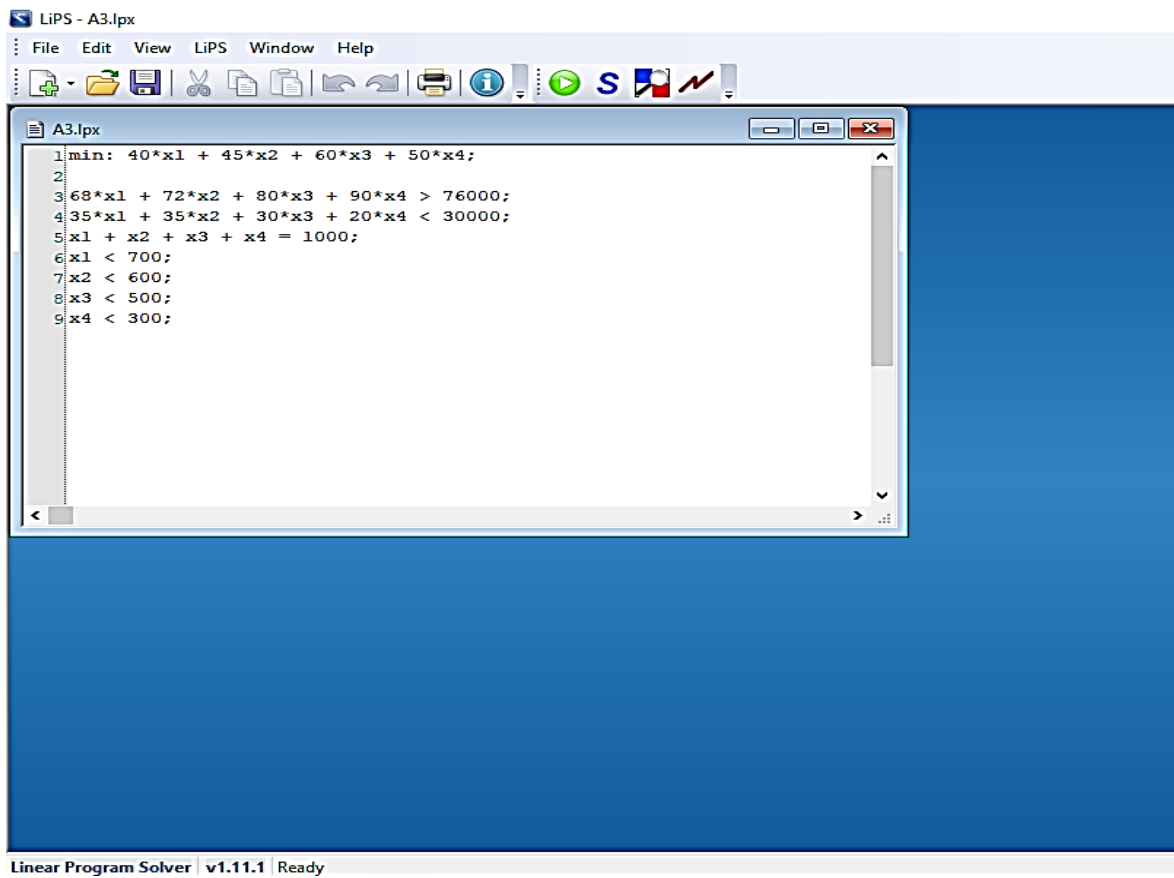 LiPS - A3.lpx
File Edit View LiPS Window Help
S
A3.lpx
1 min: 40*x1 + 45*x2 + 60*x3 + 50*x4;
2
3 68*x1 + 72*x2 + 80*x3 + 90*x4 > 76000;
4 35*x1 + 35*x2 + 30*x3 + 20*x4 < 30000;
5 x1 + x2 + x3 + x4 = 1000;
6 x1 < 700;
7 x2 < 600;
8 x3 < 500;
9 x4 < 300;
Linear Program Solver v1.11.1 Ready